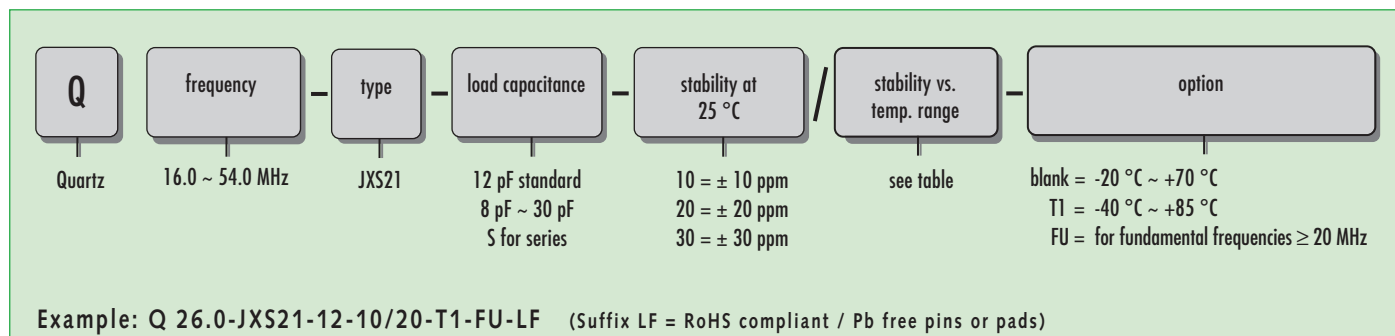 Q
frequency
–
type
–
load capacitance
–
stability at
25 °C
/
stability vs.
temp. range
–
option
Quartz
16.0 ~ 54.0 MHz
JXS21
12 pF standard
8 pF ~ 30 pF
S for series
10 = ± 10 ppm
20 = ± 20 ppm
30 = ± 30 ppm
see table
blank = -20 °C ~ +70 °C
T1 = -40 °C ~ +85 °C
FU = for fundamental frequencies ≥ 20 MHz
Example: Q 26.0-JXS21-12-10/20-T1-FU-LF (Suffix LF = RoHS compliant / Pb free pins or pads)